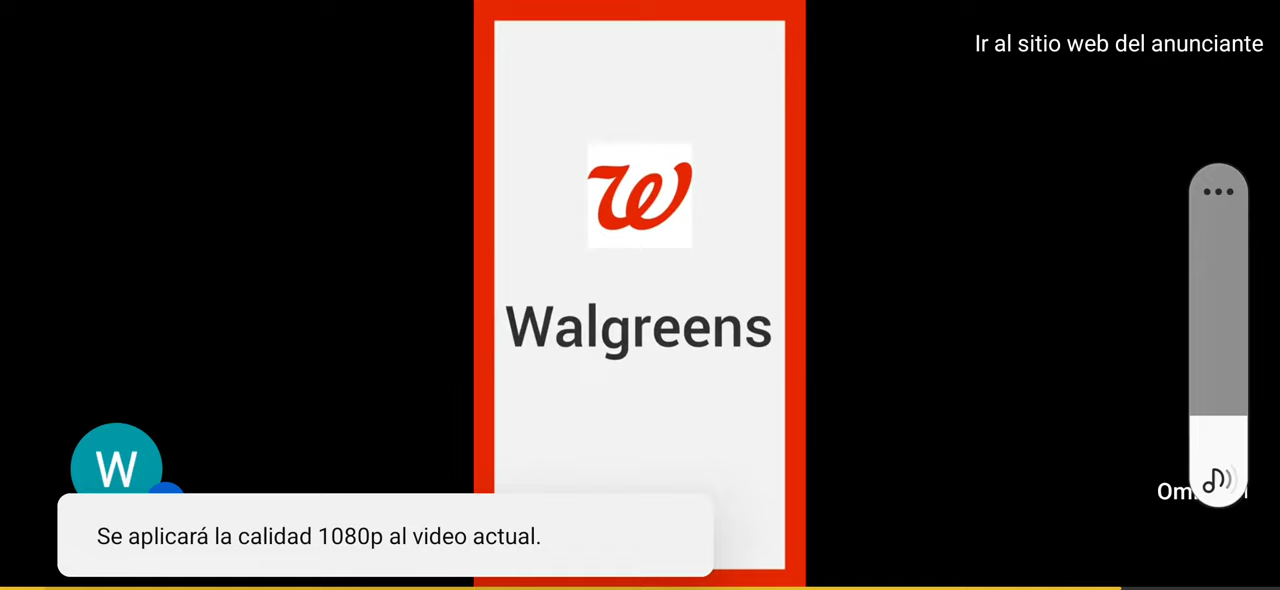 Ir al sitio web del anunciante
W
Walgreens
W
Se aplicará la calidad 1080p al video actual.